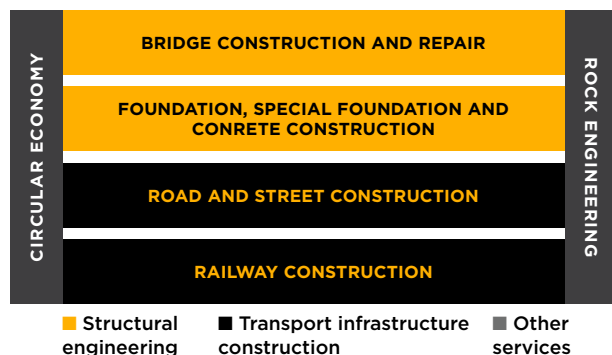 CIRCULAR ECONOMY
BRIDGE CONSTRUCTION AND REPAIR
FOUNDATION, SPECIAL FOUNDATION AND
CONRETE CONSTRUCTION
ROAD AND STREET CONSTRUCTION
RAILWAY CONSTRUCTION
ROCK ENGINEERING
Structural
engineering
Transport infrastructure
construction
Other
services